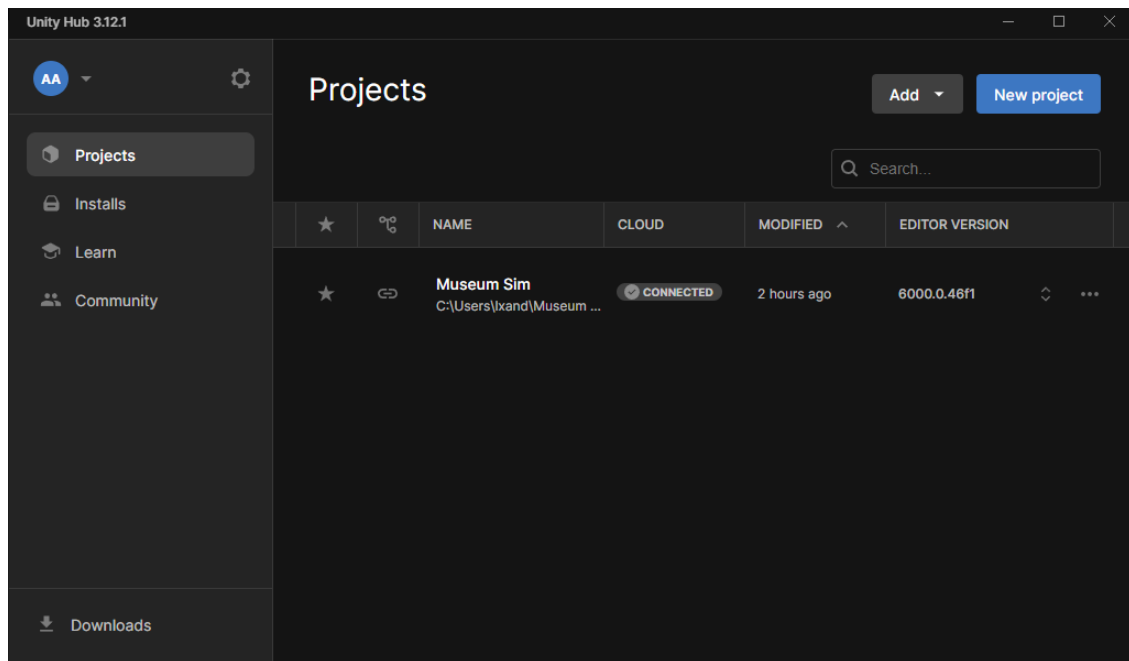 Unity Hub 3.12.1
AA
Projects
Installs
Learn
Community
Downloads
Projects
Add
New project
Search...
NAME CLOUD MODIFIED EDITOR VERSION
Museum Sim CONNECTED 2 hours ago 6000.0.46f1
C:\Users\lxand\Museum ...